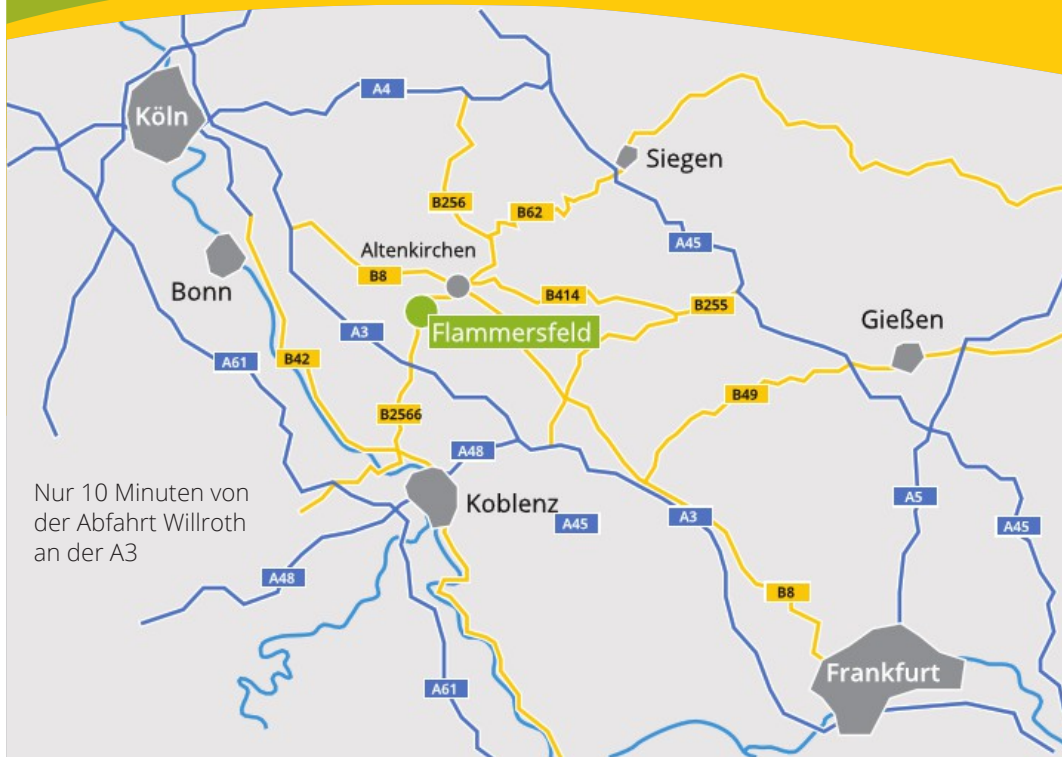 A4
Köln
Siegen
B256
B62
A45
Altenkirchen
B8
B414
B255
Bonn
Flammersfeld
Gießen
A3
A61
B42
B49
B2566
A48
Nur 10 Minuten von
der Abfahrt Willroth
an der A3
Koblenz
A45
A3
A5
A45
A48
B8
Frankfurt
A61